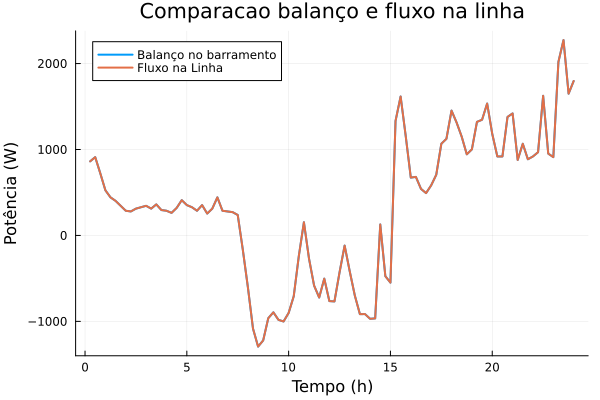 Comparacao balanço e fluxo na linha
Balanço no barramento
Fluxo na Linha
Potência (W)
2000
1000
0
−1000
0
5
10
15
20
Tempo (h)